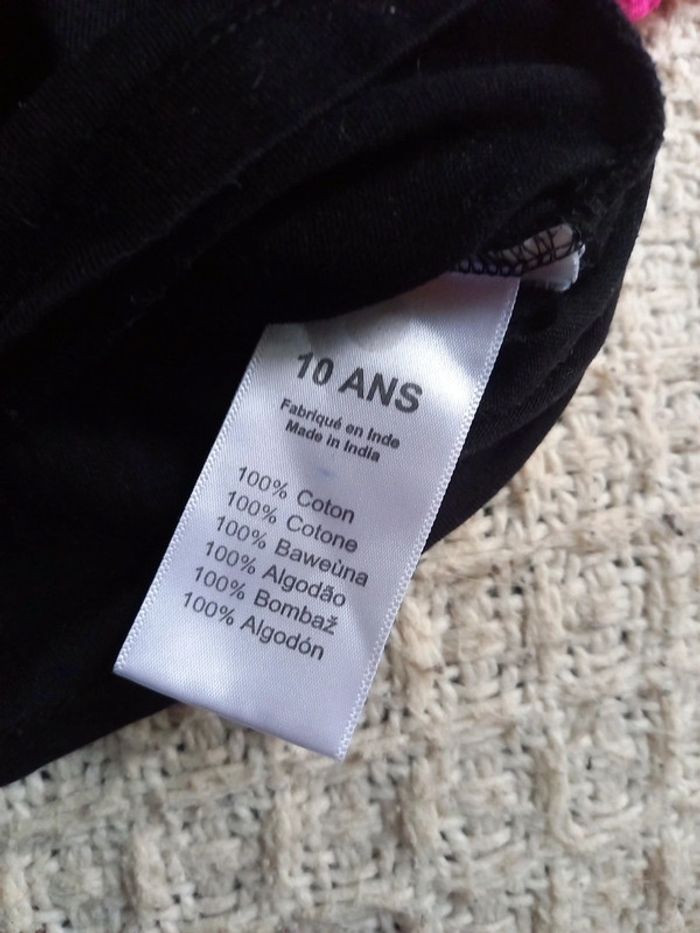 10 ANS
Fabriqué en Inde
Made in India
100% Coton
100% Cotone
100% Baweùna
100% Algodão
100% Bombaž
100% Algodón